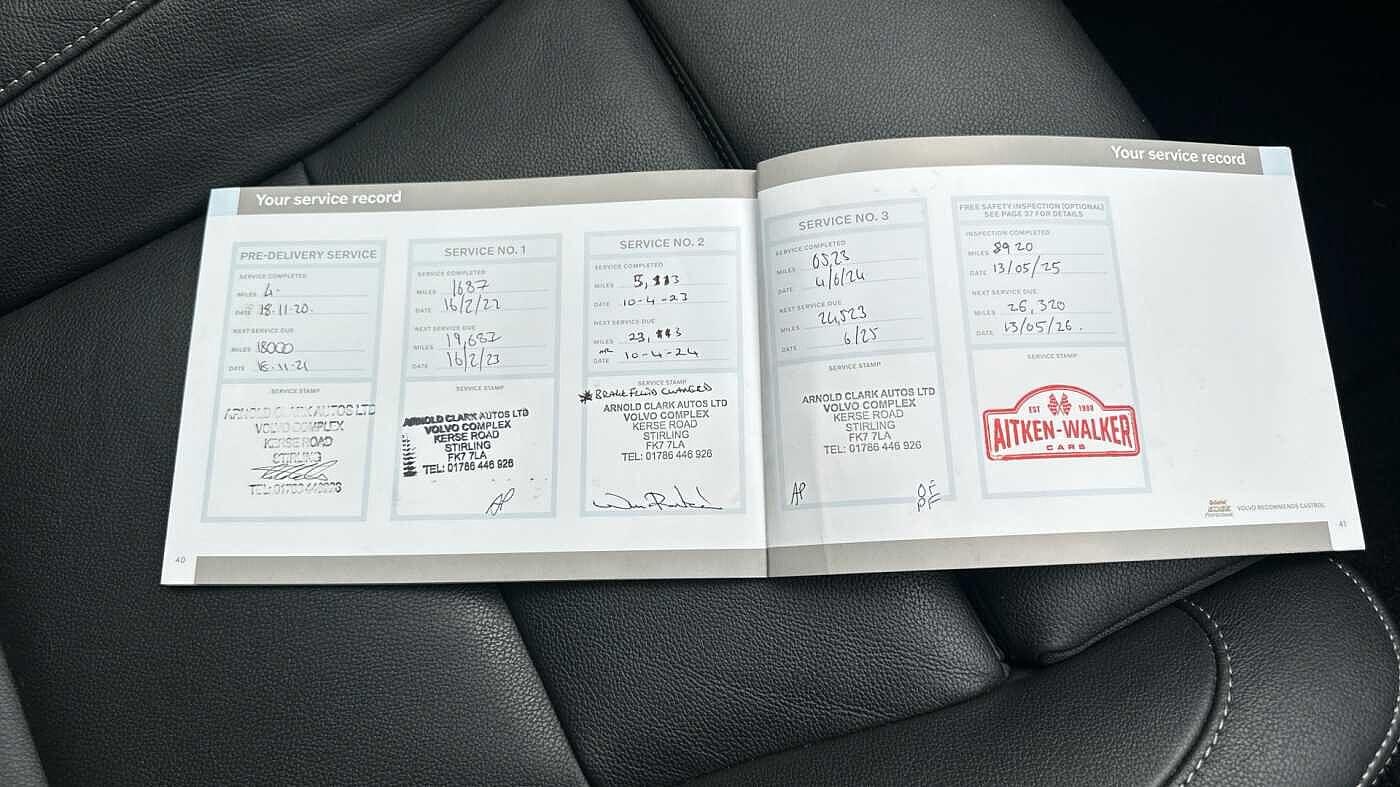 Your service record
PRE-DELIVERY SERVICE
SERVICE COMPLETED
MILES 4-
DATE 18.11.20.
NEXT SERVICE DUE
MILES 18000
DATE 18.11.21
SERVICE STAMP
ARNOLD CLARK AUTOS LTD
VOLVO COMPLEX
KERSE ROAD
STIRLING
SERVICE NO. 1
SERVICE COMPLETED
MILES 1687
DATE 16/2/22
NEXT SERVICE DUE
MILES 19,687
DATE 16/2/23
SERVICE STAMP
ARNOLD CLARK AUTOS LTD
VOLVO COMPLEX
KERSE ROAD
STIRLING
FK7 7LA
TEL: 01786 446 926
AP
SERVICE NO. 2
SERVICE COMPLETED
MILES
DATE 10-4-23
NEXT SERVICE DUE
MILES
DATE 10-4-24
SERVICE STAMP
* BRAKE FLUID CHANGED
ARNOLD CLARK AUTOS LTD
VOLVO COMPLEX
KERSE ROAD
STIRLING
FK7 7LA
TEL: 01786 446 926
40
Your service record
SERVICE NO. 3
SERVICE COMPLETED
MILES
DATE 4/6/24
NEXT SERVICE DUE
MILES 24,523
DATE 6/25
SERVICE STAMP
ARNOLD CLARK AUTOS LTD
VOLVO COMPLEX
KERSE ROAD
STIRLING
FK7 7LA
TEL: 01786 446 926
AP
FREE SAFETY INSPECTION (OPTIONAL)
SEE PAGE 37 FOR DETAILS
INSPECTION COMPLETED
MILES 8920
DATE 13/05/25
NEXT SERVICE DUE
MILES 26,320
DATE 13/05/26.
SERVICE STAMP
EST 1980
AITKEN-WALKER
CARS
Castrol
EDGE
PROFESSIONAL
VOLVO RECOMMENDS CASTROL
41